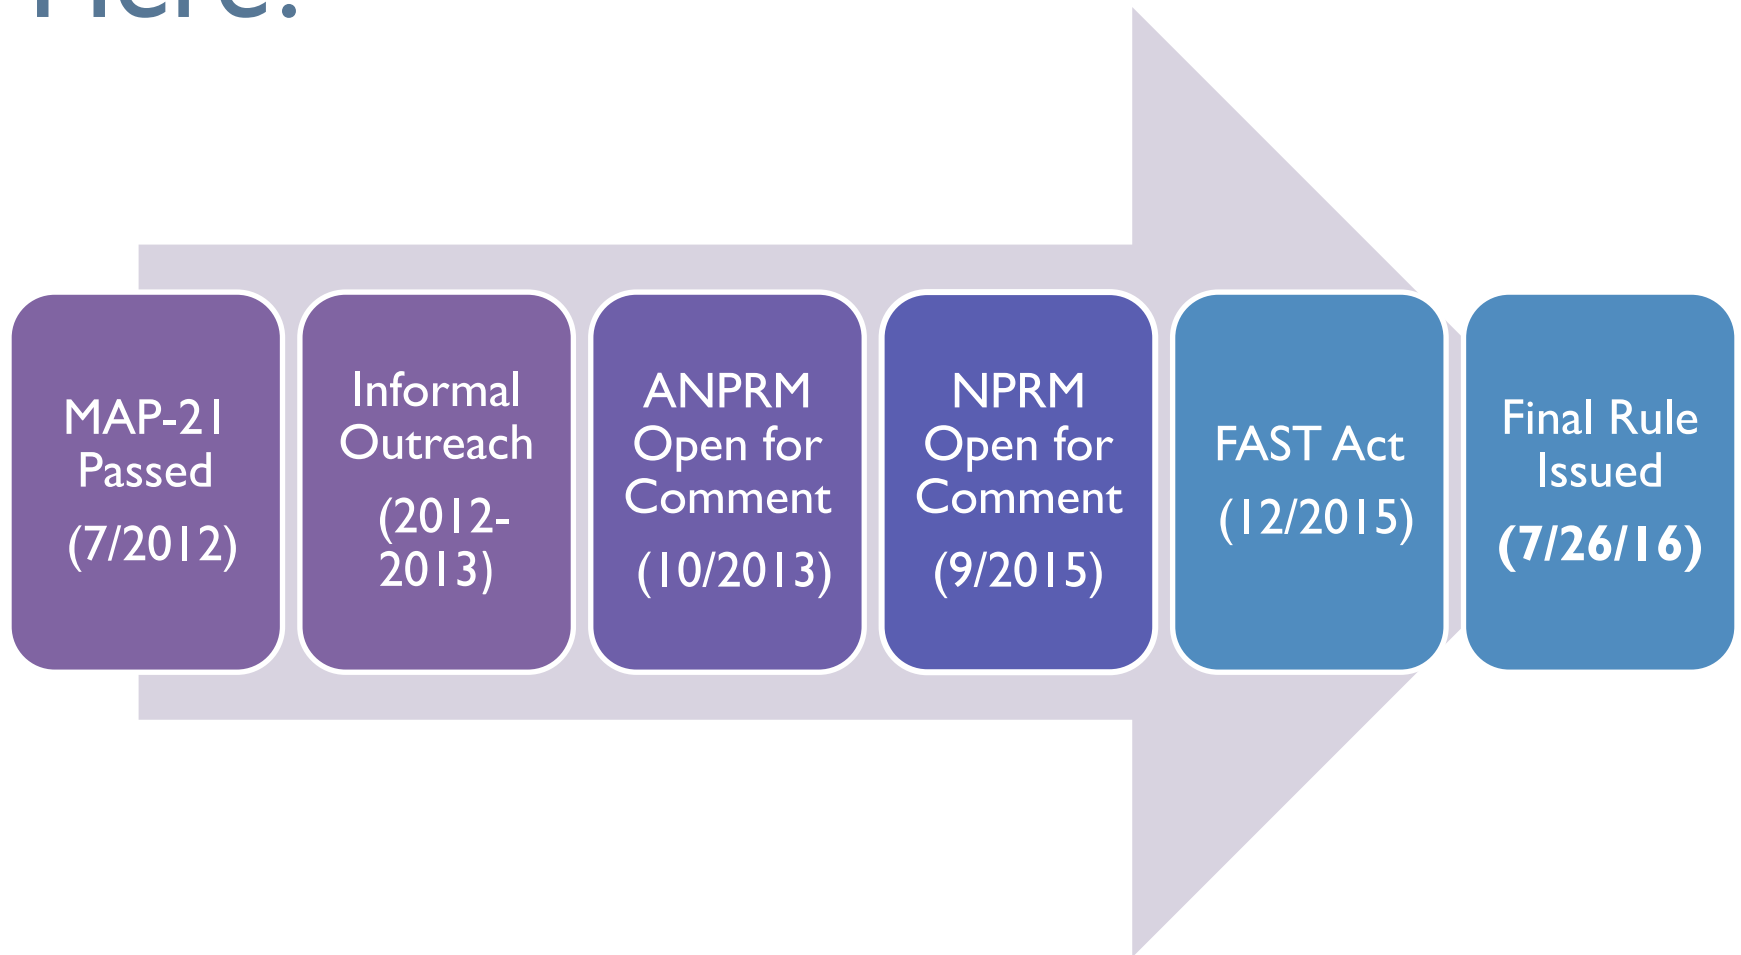 Here?
MAP-21
Passed
(7/2012)
Informal
Outreach
(2012-
2013)
ANPRM
Open for
Comment
(10/2013)
NPRM
Open for
Comment
(9/2015)
FAST Act
(12/2015)
Final Rule
Issued
(7/26/16)